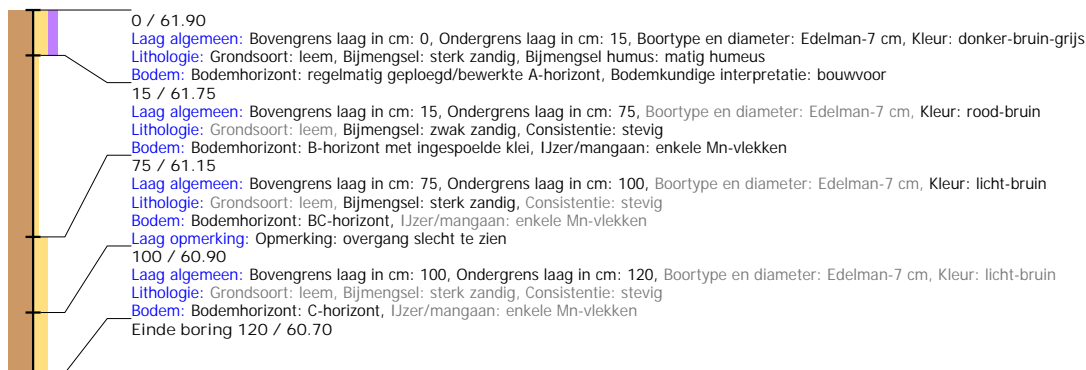 0 / 61.90
Laag algemeen: Bovengrens laag in cm: 0, Ondergrens laag in cm: 15, Boortype en diameter: Edelman-7 cm, Kleur: donker-bruin-grijs
Lithologie: Grondsoort: leem, Bijmengsel: sterk zandig, Bijmengsel humus: matig humeus
Bodem: Bodemhorizont: regelmatig geploegd/bewerkte A-horizont, Bodemkundige interpretatie: bouwvoor
15 / 61.75
Laag algemeen: Bovengrens laag in cm: 15, Ondergrens laag in cm: 75, Boortype en diameter: Edelman-7 cm, Kleur: rood-bruin
Lithologie: Grondsoort: leem, Bijmengsel: zwak zandig, Consistentie: stevig
Bodem: Bodemhorizont: B-horizont met ingespoelde klei, IJzer/mangaan: enkele Mn-vlekken
75 / 61.15
Laag algemeen: Bovengrens laag in cm: 75, Ondergrens laag in cm: 100, Boortype en diameter: Edelman-7 cm, Kleur: licht-bruin
Lithologie: Grondsoort: leem, Bijmengsel: sterk zandig, Consistentie: stevig
Bodem: Bodemhorizont: BC-horizont, IJzer/mangaan: enkele Mn-vlekken
Laag opmerking: Opmerking: overgang slecht te zien
100 / 60.90
Laag algemeen: Bovengrens laag in cm: 100, Ondergrens laag in cm: 120, Boortype en diameter: Edelman-7 cm, Kleur: licht-bruin
Lithologie: Grondsoort: leem, Bijmengsel: sterk zandig, Consistentie: stevig
Bodem: Bodemhorizont: C-horizont, IJzer/mangaan: enkele Mn-vlekken
Einde boring 120 / 60.70